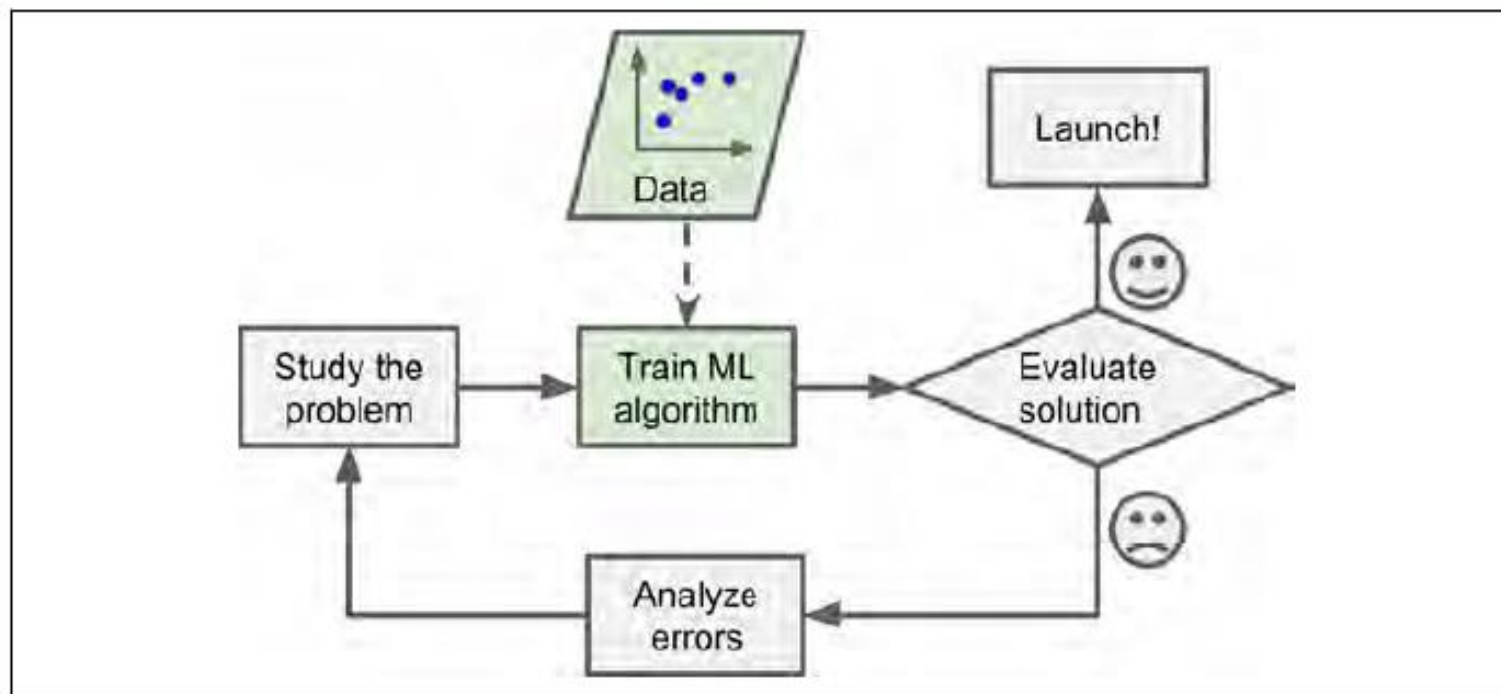 Data
Launch!
Study the
problem
Train ML
algorithm
Evaluate
solution
Analyze
errors